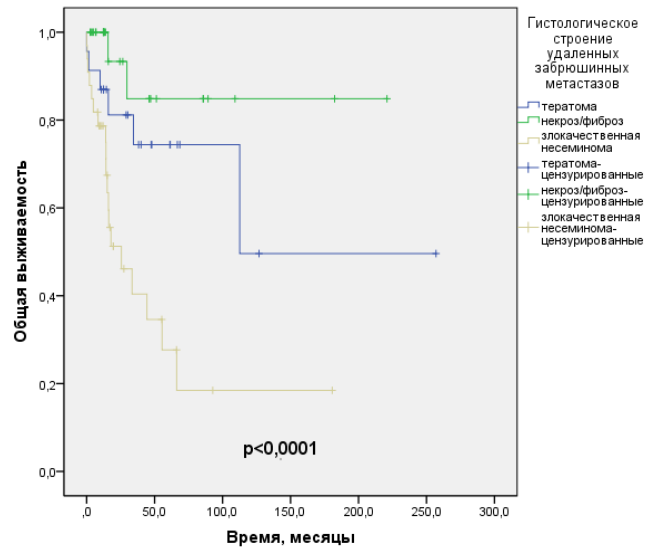 Гистологическое
строение
удаленных
забрюшинных
метастазов
тератома
некроз/фиброз
злокачественная
несеминома
тератома-
цензурированные
некроз/фиброз-
цензурированные
злокачественная
несеминома-
цензурированные
Общая выживаемость
1,0
0,8
0,6
0,4
0,2
0,0
p<0,0001
,0
50,0
100,0
150,0
200,0
250,0
300,0
Время, месяцы